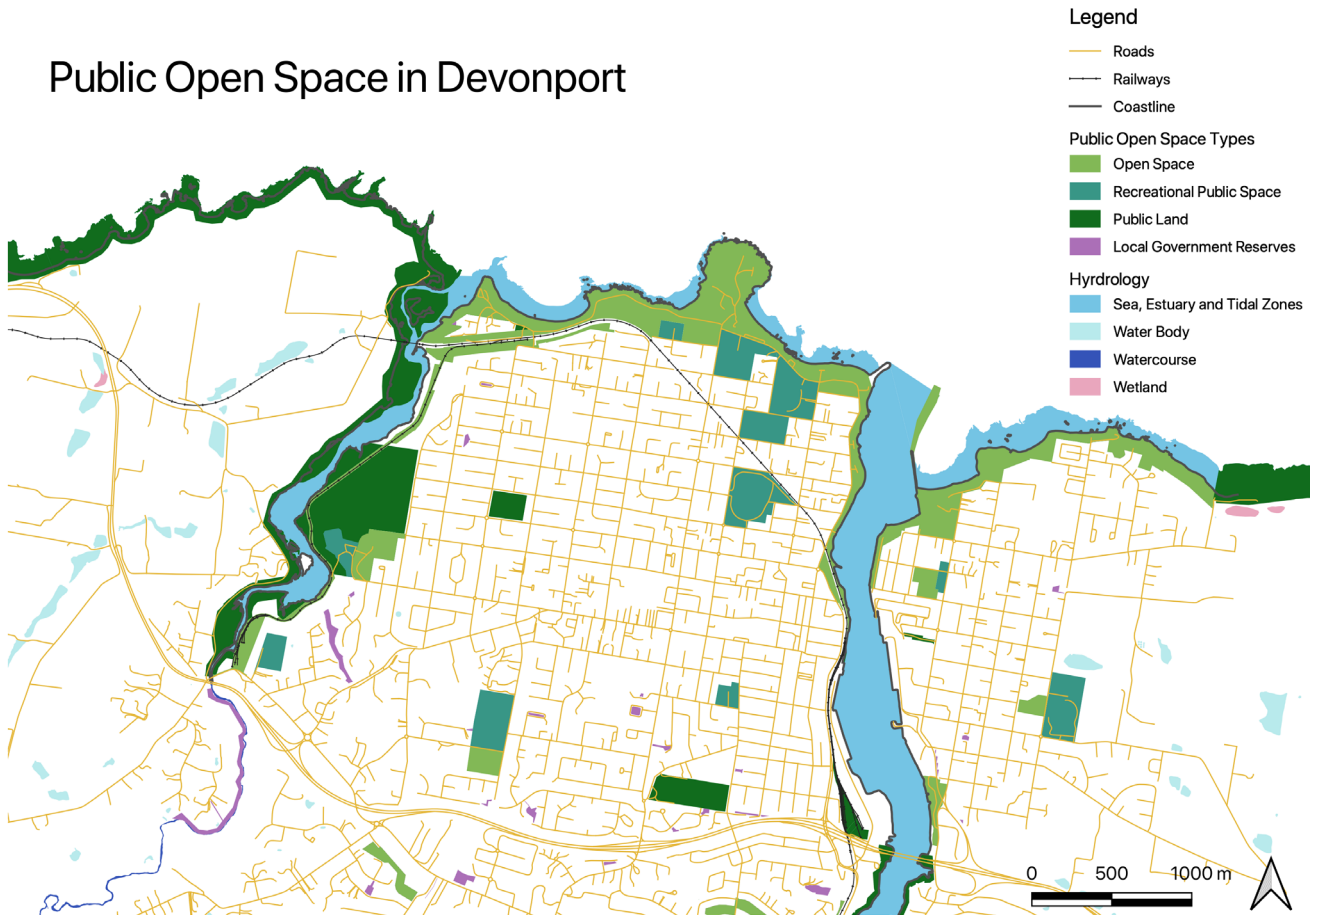 Public Open Space in Devonport
Legend
Roads
Railways
Coastline
Public Open Space Types
Open Space
Recreational Public Space
Public Land
Local Government Reserves
Hyrdrology
Sea, Estuary and Tidal Zones
Water Body
Watercourse
Wetland
0 500 1000 m